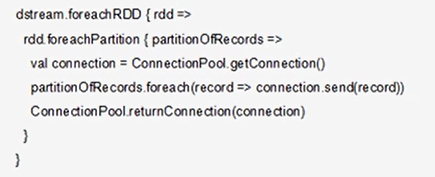 dstream.foreachRDD { rdd =>
rdd.foreachPartition { partitionOfRecords =>
val connection = ConnectionPool.getConnection()
partitionOfRecords.foreach(record => connection.send(record))
ConnectionPool.returnConnection(connection)
}
}